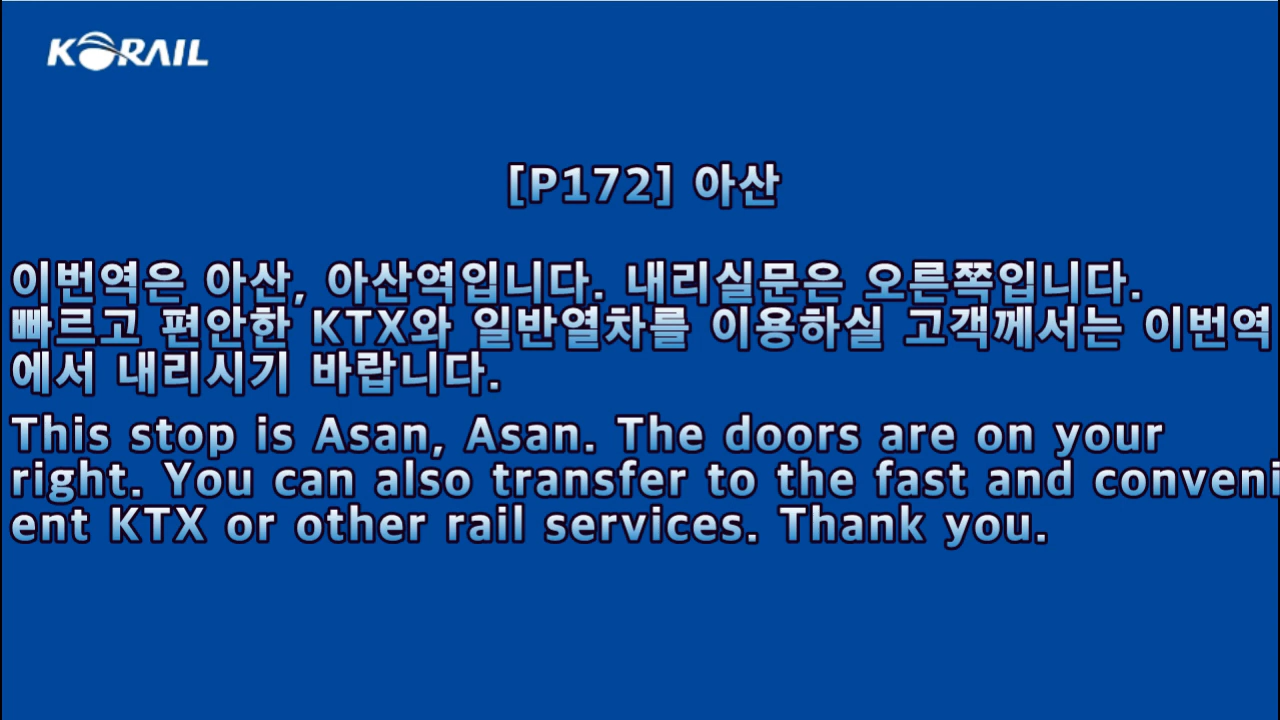 KORAIL
[P172] 아산
이번역은 아산, 아산역입니다. 내리실문은 오른쪽입니다.
빠르고 편안한 KTX와 일반열차를 이용하실 고객께서는 이번역
에서 내리시기 바랍니다.
This stop is Asan, Asan. The doors are on your
right. You can also transfer to the fast and conveni
ent KTX or other rail services. Thank you.